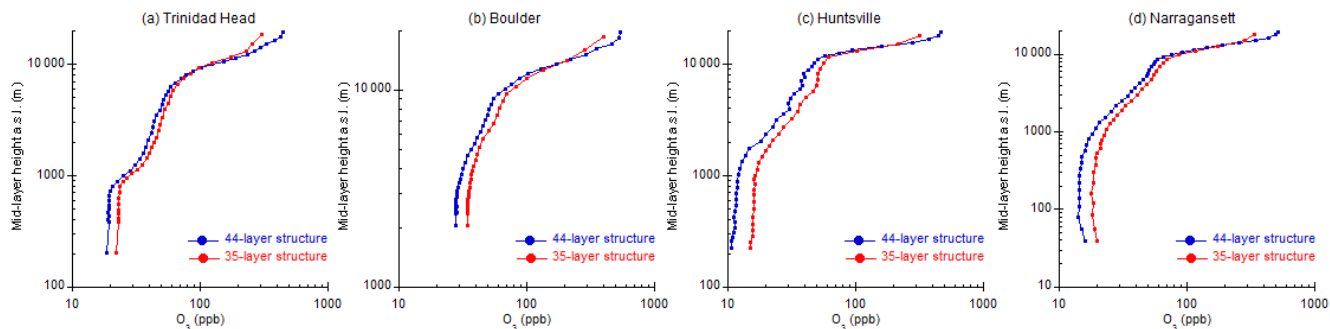 (a) Trinidad Head
Mid-layer height a.s.l. (m)
10 000
1000
100
10
100
1000
O3 (ppb)
44-layer structure
35-layer structure
(b) Boulder
Mid-layer height a.s.l. (m)
10 000
1000
10
100
1000
O3 (ppb)
44-layer structure
35-layer structure
(c) Huntsville
Mid-layer height a.s.l. (m)
10 000
1000
100
10
100
1000
O3 (ppb)
44-layer structure
35-layer structure
(d) Narragansett
Mid-layer height a.s.l. (m)
10 000
1000
100
10
10
100
1000
O3 (ppb)
44-layer structure
35-layer structure